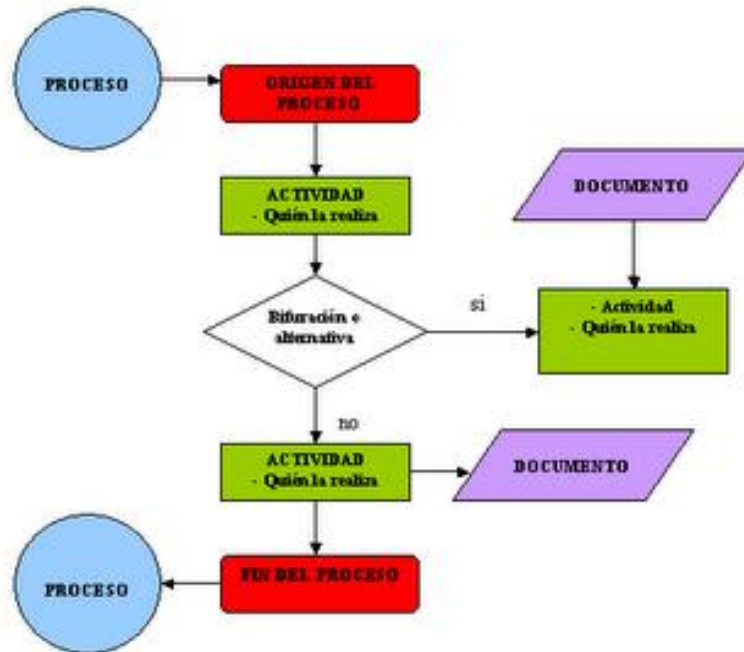 PROCESO
ORIGEN DEL
PROCESO
ACTIVIDAD
- Quién la realiza
DOCUMENTO
Bifuración o
alternativa
si
- Actividad
- Quién la realiza
no
ACTIVIDAD
- Quién la realiza
DOCUMENTO
PROCESO
FIN DEL PROCESO